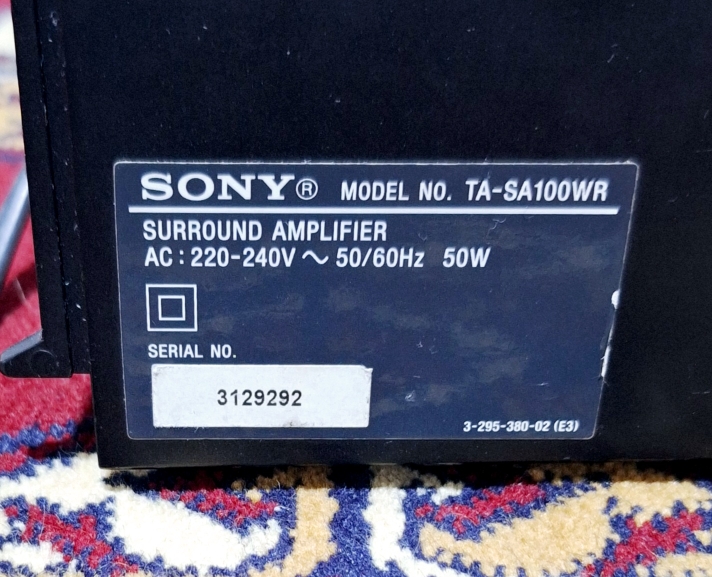 SONY® MODEL NO. TA-SA100WR
SURROUND AMPLIFIER
AC : 220-240V ～ 50/60Hz 50W
SERIAL NO.
3129292
3-295-380-02 (E3)